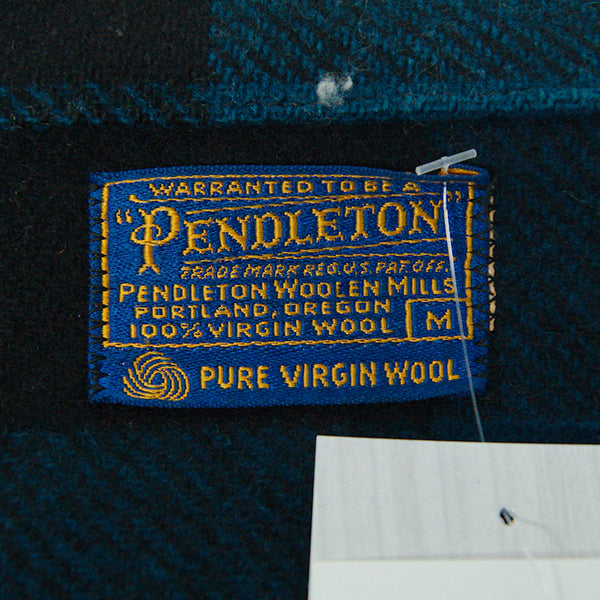 WARRANTED TO BE A
"PENDLETON"
TRADE MARK REG. U.S. PAT. OFF.
PENDLETON WOOLEN MILLS
PORTLAND, OREGON
100% VIRGIN WOOL M
PURE VIRGIN WOOL